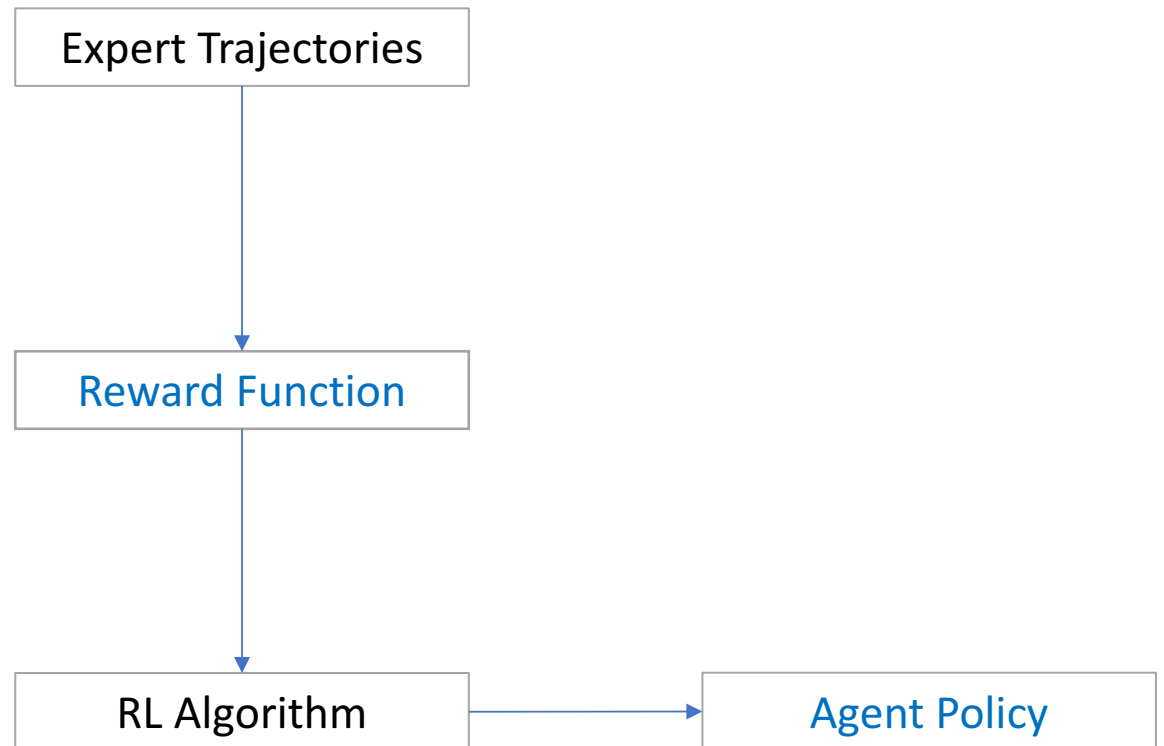 Expert Trajectories
Reward Function
RL Algorithm
Agent Policy